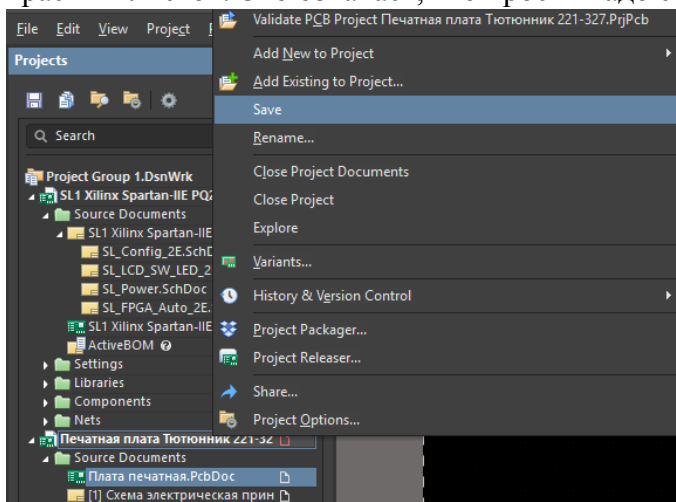 File Edit View Project
Projects
Search
Project Group 1.DsnWrk
SL1 Xilinx Spartan-IIE
Source Documents
SL1 Xilinx Spartan-IIE
SL_Config_2E.SchD
SL_LCD_SW_LED_2
SL_Power.SchDoc
SL_FPGA_Auto_2E.
SL1 Xilinx Spartan-IIE
ActiveBOM
Settings
Libraries
Components
Nets
Печатная плата Тютюнник 221-32
Source Documents
Плата печатная.PcbDoc
[1] Схема электрическая прин
Validate PCB Project Печатная плата Тютюнник 221-327.PrjPcb
Add New to Project
Add Existing to Project...
Save
Rename...
Close Project Documents
Close Project
Explore
Variants...
History & Version Control
Project Packager...
Project Releaser...
Share...
Project Options...